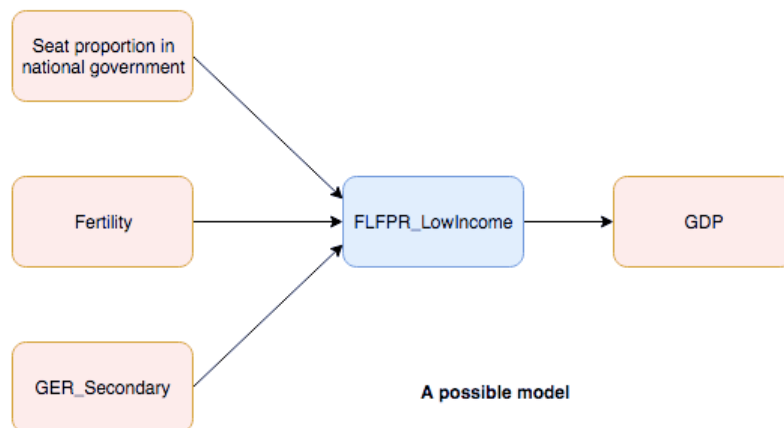 Seat proportion in
national government
Fertility
FLFPR_LowIncome
GDP
GER_Secondary
A possible model